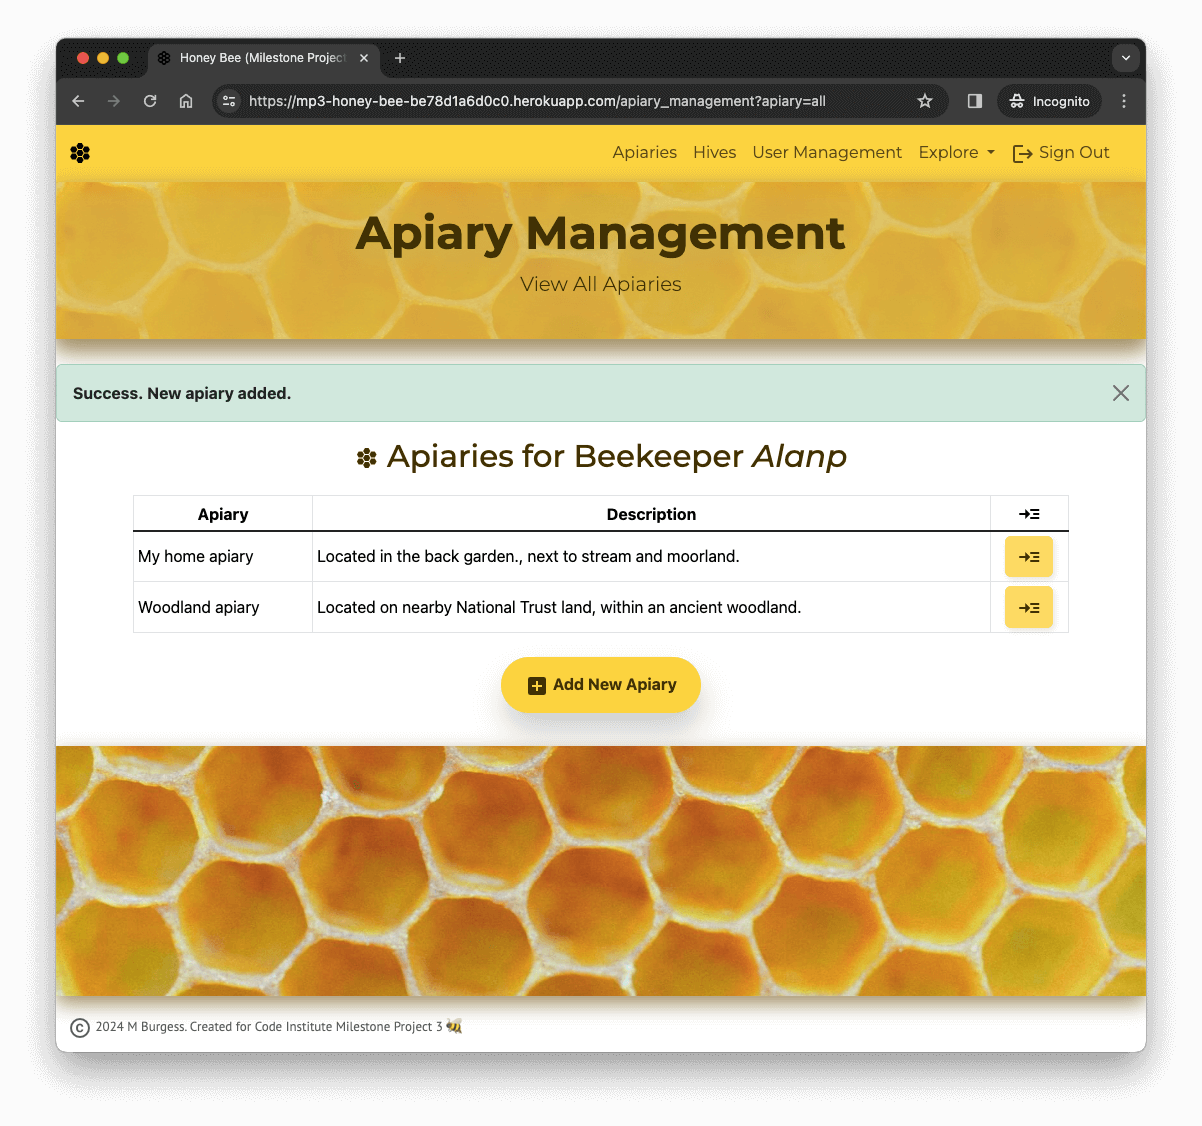 Honey Bee (Milestone Project
https://mp3-honey-bee-be78d1a6d0c0.herokuapp.com/apiary_management?apiary=all
Incognito
Apiaries Hives User Management Explore Sign Out
Apiary Management
View All Apiaries
Success. New apiary added.
Apiaries for Beekeeper Alanp
Apiary Description
My home apiary Located in the back garden., next to stream and moorland.
Woodland apiary Located on nearby National Trust land, within an ancient woodland.
Add New Apiary
© 2024 M Burgess. Created for Code Institute Milestone Project 3 🐝